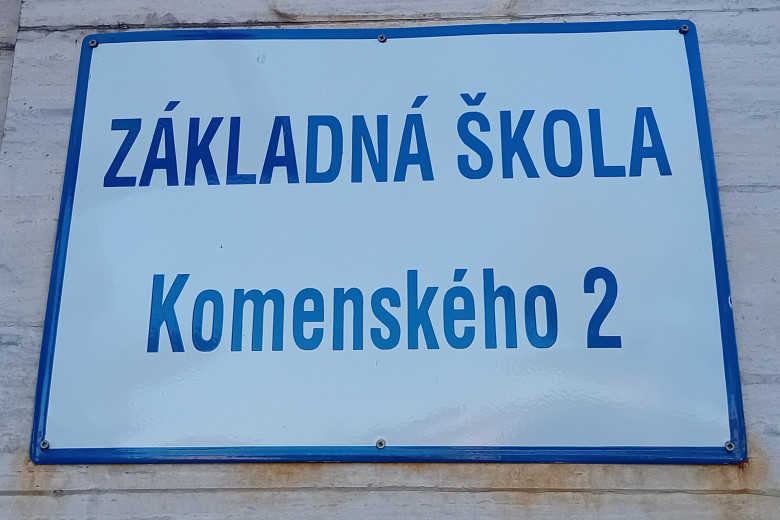 ZÁKLADNÁ ŠKOLA
Komenského 2